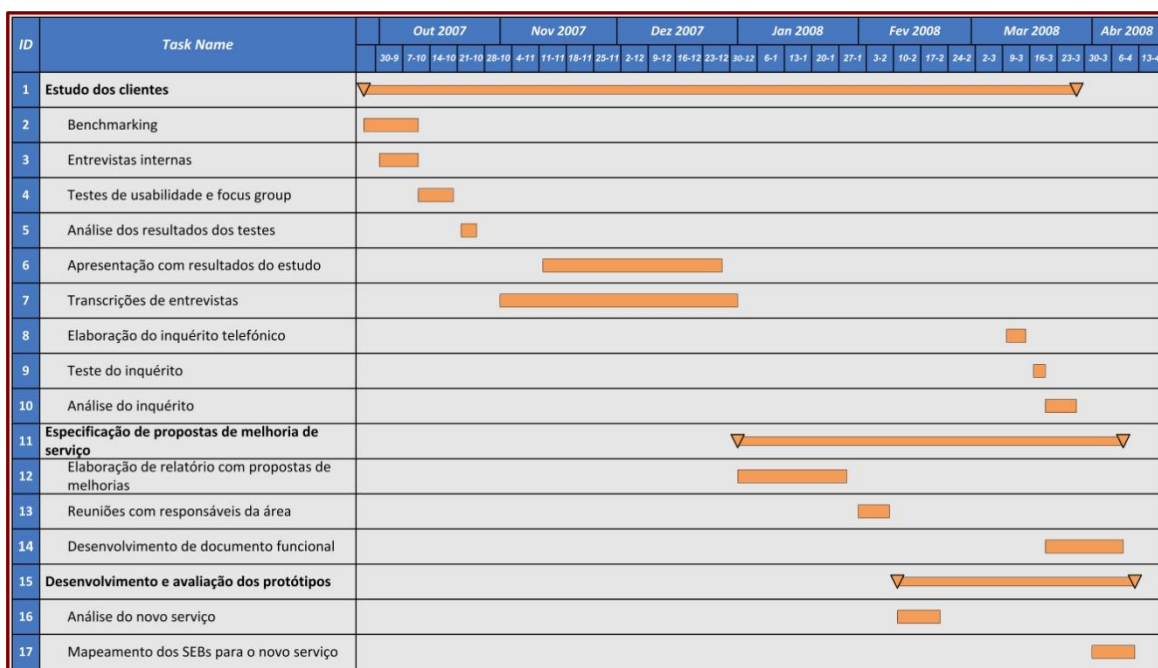 ID Task Name Out 2007 Nov 2007 Dez 2007 Jan 2008 Fev 2008 Mar 2008 Abr 2008
30-9 7-10 14-10 21-10 28-10 4-11 11-11 18-11 25-11 2-12 9-12 16-12 23-12 30-12 6-1 13-1 20-1 27-1 3-2 10-2 17-2 24-2 2-3 9-3 16-3 23-3 30-3 6-4 13-4
1 Estudo dos clientes
2 Benchmarking
3 Entrevistas internas
4 Testes de usabilidade e focus group
5 Análise dos resultados dos testes
6 Apresentação com resultados do estudo
7 Transcrições de entrevistas
8 Elaboração do inquérito telefónico
9 Teste do inquérito
10 Análise do inquérito
11 Especificação de propostas de melhoria de
serviço
12 Elaboração de relatório com propostas de
melhorias
13 Reuniões com responsáveis da área
14 Desenvolvimento de documento funcional
15 Desenvolvimento e avaliação dos protótipos
16 Análise do novo serviço
17 Mapeamento dos SEBs para o novo serviço